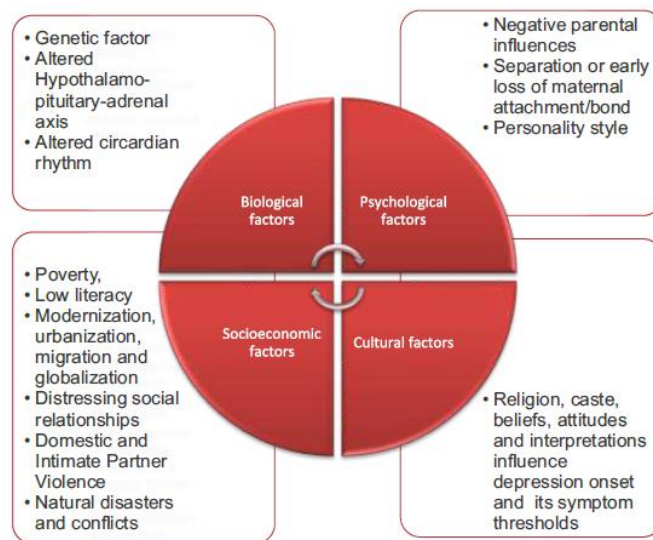 • Genetic factor
• Altered
Hypothalamo-
pituitary-adrenal
axis
• Altered circardian
rhythm
• Negative parental
influences
• Separation or early
loss of maternal
attachment/bond
• Personality style
Biological
factors
Psychological
factors
Socioeconomic
factors
Cultural factors
• Poverty,
• Low literacy
• Modernization,
urbanization,
migration and
globalization
• Distressing social
relationships
• Domestic and
Intimate Partner
Violence
• Natural disasters
and conflicts
• Religion, caste,
beliefs, attitudes
and interpretations
influence
depression onset
and its symptom
thresholds